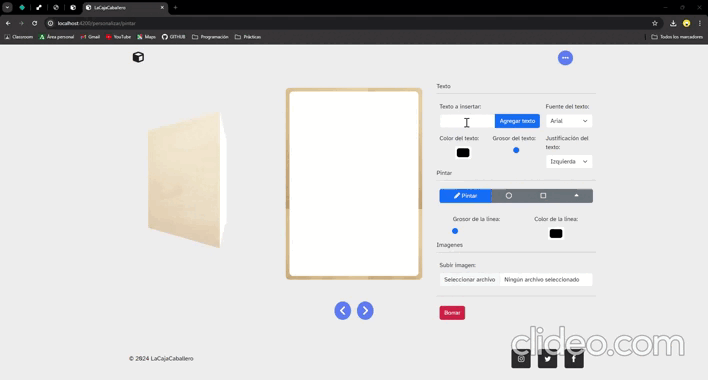 LaCajaCaballero
localhost:4200/personalizar/pintar
Classroom
Área personal
Gmail
YouTube
Maps
GITHUB
Programación
Prácticas
Todos los marcadores
Texto
Texto a insertar:
Fuente del texto:
Agregar texto
Arial
Color del texto:
Grosor del texto:
Justificación del
texto:
Izquierda
Pintar
Pintar
Grosor de la línea:
Color de la línea:
Imagenes
Subir imagen:
Seleccionar archivo
Ningún archivo seleccionado
Borrar
clideo.com
© 2024 LaCajaCaballero